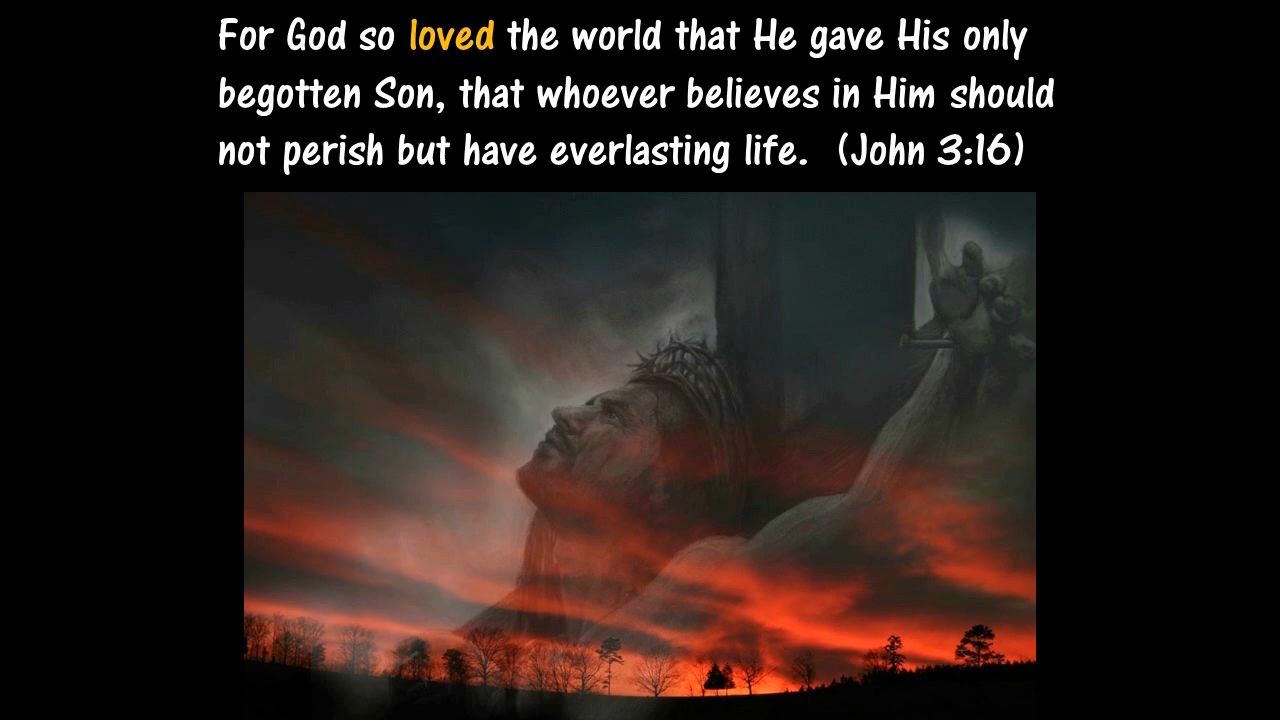 For God so loved the world that He gave His only
begotten Son, that whoever believes in Him should
not perish but have everlasting life.  (John 3:16)